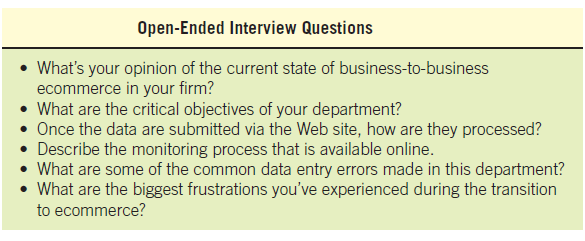 Open-Ended Interview Questions
• What's your opinion of the current state of business-to-business
ecommerce in your firm?
• What are the critical objectives of your department?
• Once the data are submitted via the Web site, how are they processed?
• Describe the monitoring process that is available online.
• What are some of the common data entry errors made in this department?
• What are the biggest frustrations you've experienced during the transition
to ecommerce?